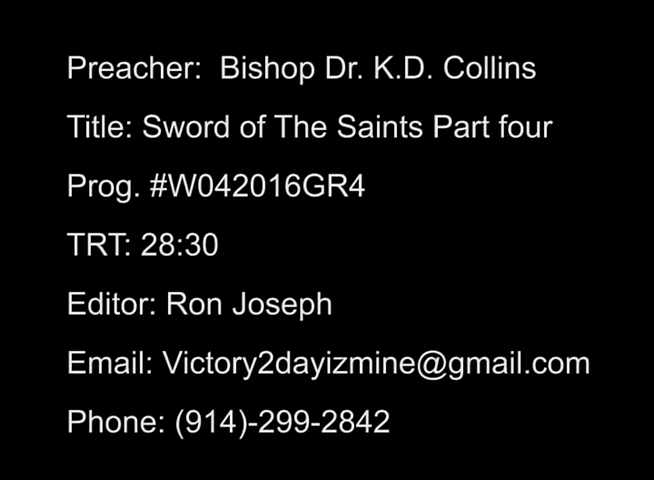 Preacher:  Bishop Dr. K.D. Collins
Title: Sword of The Saints Part four
Prog. #W042016GR4
TRT: 28:30
Editor: Ron Joseph
Email: Victory2dayizmine@gmail.com
Phone: (914)-299-2842